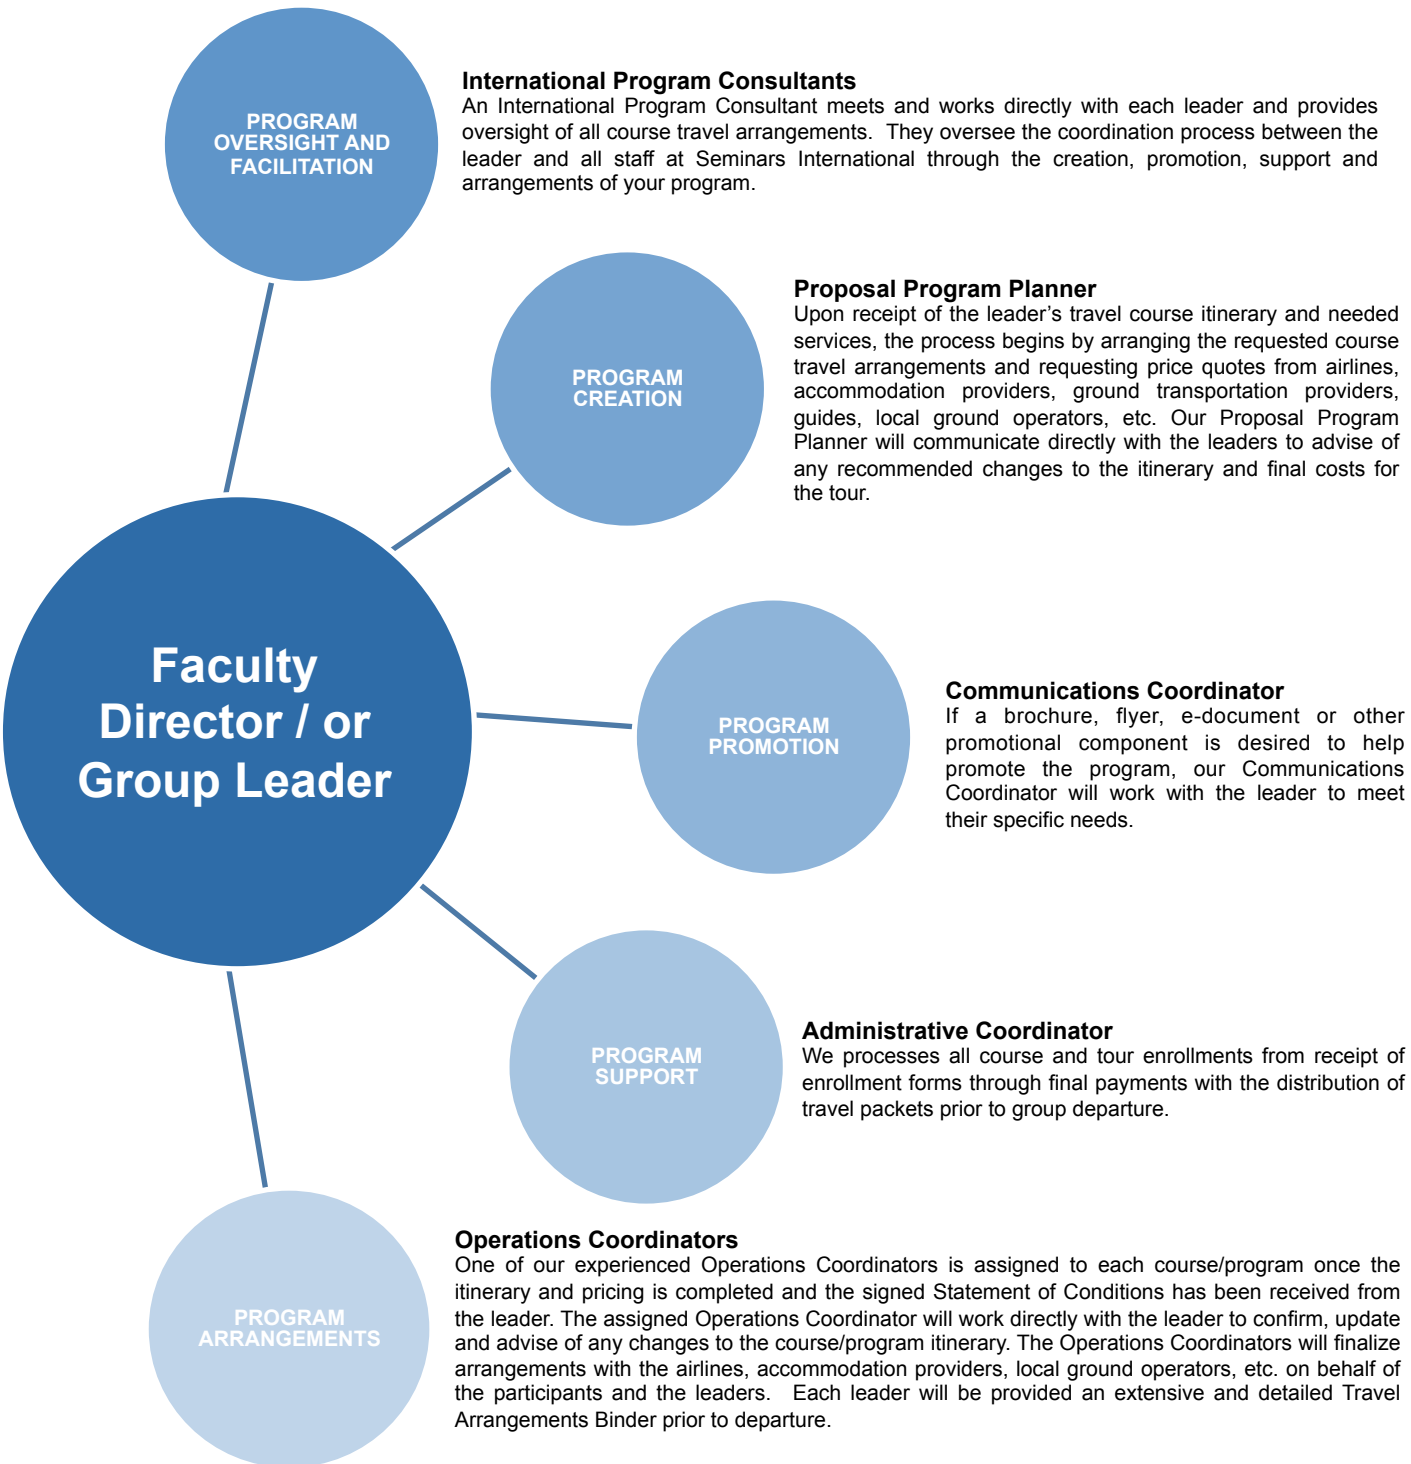 PROGRAM
OVERSIGHT AND
FACILITATION
International Program Consultants
An International Program Consultant meets and works directly with each leader and provides
oversight of all course travel arrangements.  They oversee the coordination process between the
leader and all staff at Seminars International through the creation, promotion, support and
arrangements of your program.
PROGRAM
CREATION
Proposal Program Planner
Upon receipt of the leader’s travel course itinerary and needed
services, the process begins by arranging the requested course
travel arrangements and requesting price quotes from airlines,
accommodation providers, ground transportation providers,
guides, local ground operators, etc. Our Proposal Program
Planner will communicate directly with the leaders to advise of
any recommended changes to the itinerary and final costs for
the tour.
Faculty
Director / or
Group Leader
PROGRAM
PROMOTION
Communications Coordinator
If a brochure, flyer, e-document or other
promotional component is desired to help
promote the program, our Communications
Coordinator will work with the leader to meet
their specific needs.
PROGRAM
SUPPORT
Administrative Coordinator
We processes all course and tour enrollments from receipt of
enrollment forms through final payments with the distribution of
travel packets prior to group departure.
PROGRAM
ARRANGEMENTS
Operations Coordinators
One of our experienced Operations Coordinators is assigned to each course/program once the
itinerary and pricing is completed and the signed Statement of Conditions has been received from
the leader. The assigned Operations Coordinator will work directly with the leader to confirm, update
and advise of any changes to the course/program itinerary. The Operations Coordinators will finalize
arrangements with the airlines, accommodation providers, local ground operators, etc. on behalf of
the participants and the leaders.   Each leader will be provided an extensive and detailed Travel
Arrangements Binder prior to departure.